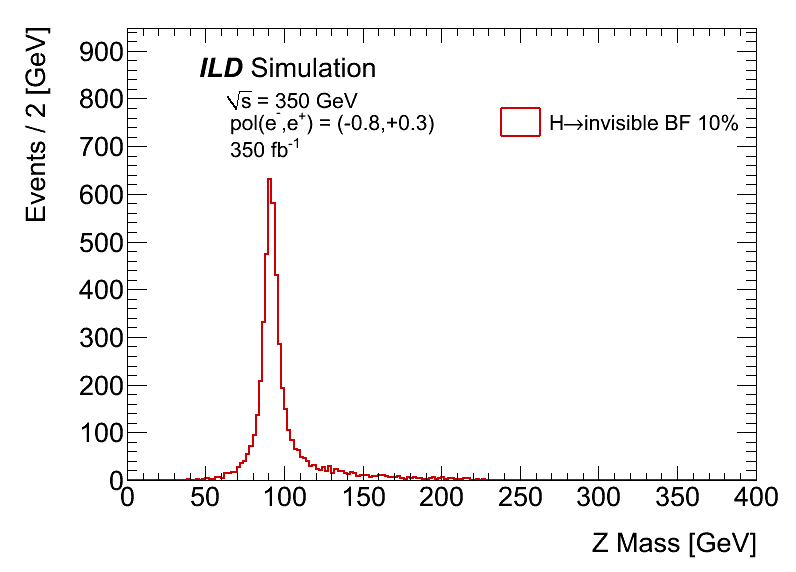 Events / 2 [GeV]
900
800
700
600
500
400
300
200
100
0
ILD Simulation
√s = 350 GeV
pol(e⁻,e⁺) = (-0.8,+0.3)
350 fb⁻¹
H→invisible BF 10%
0 50 100 150 200 250 300 350 400
Z Mass [GeV]